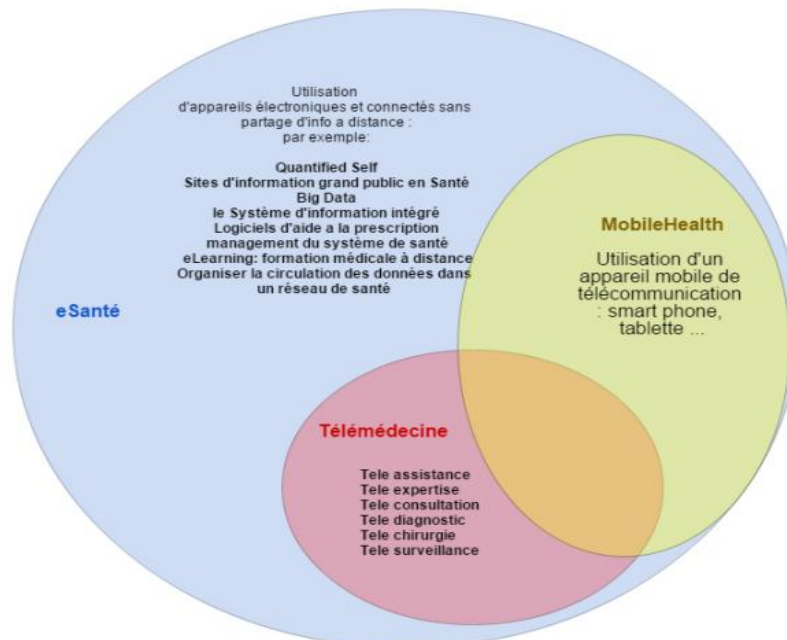 Utilisation
d'appareils électroniques et connectés sans
partage d'info a distance :
par exemple:
Quantified Self
Sites d'information grand public en Santé
Big Data
le Système d'information intégré
Logiciels d'aide a la prescription
management du système de santé
eLearning: formation médicale à distance
Organiser la circulation des données dans
un réseau de santé
eSanté
MobileHealth
Utilisation d'un
appareil mobile de
télécommunication
: smart phone,
tablette ...
Télémédecine
Tele assistance
Tele expertise
Tele consultation
Tele diagnostic
Tele chirurgie
Tele surveillance